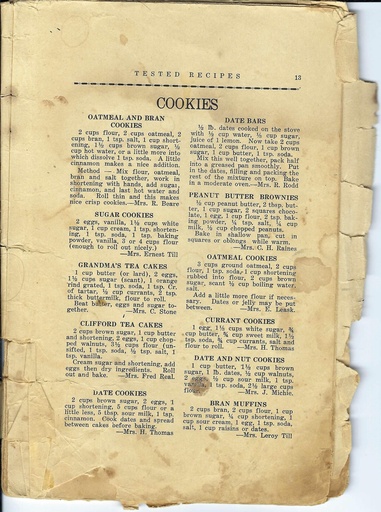 TESTED RECIPES 13
COOKIES
OATMEAL AND BRAN
COOKIES
2 cups flour, 2 cups oatmeal, 2
cups bran, 1 tsp. salt, 1 cup short-
ening, 1½ cups brown sugar, ½
cup hot water, or a little more into
which dissolve 1 tsp. soda. A little
cinnamon makes a nice addition.
Method — Mix flour, oatmeal,
bran and salt together, work in
shortening with hands, add sugar,
cinnamon, and last hot water and
soda. Roll thin and this makes
nice crisp cookies.—Mrs. R. Beare
SUGAR COOKIES
2 eggs, vanilla, 1½ cups white
sugar, 1 cup cream, 1 tsp. shorten-
ing, 1 tsp. soda, 1 tsp. baking
powder, vanilla, 3 or 4 cups flour
(enough to roll out nicely.)
—Mrs. Ernest Till
GRANDMA'S TEA CAKES
1 cup butter (or lard), 2 eggs,
1½ cups sugar (scant), 1 orange
rind grated, 1 tsp. soda, 1 tsp. Cr.
of tartar, ½ cup currants, 2 tsp.
thick buttermilk, flour to roll.
Beat butter, eggs and sugar to-
gether. —Mrs. C. Stone
CLIFFORD TEA CAKES
2 cups brown sugar, 1 cup butter
and shortening, 2 eggs, 1 cup chop-
ped walnuts, 3½ cups flour (un-
sifted), 1 tsp. soda, ½ tsp. salt, 1
tsp. vanilla.
Cream sugar and shortening, add
eggs then dry ingredients. Roll
out and bake. —Mrs. Fred Real.
DATE COOKIES
2 cups brown sugar, 2 eggs, 1
cup shortening, 5 cups flour or a
little less, 5 tbsp. sour milk, 1 tsp.
cinnamon. Cook dates and spread
between cakes before baking.
—Mrs. H. Thomas
DATE BARS
½ lb. dates cooked on the stove
with ½ cup water, ½ cup sugar,
juice of 1 lemon. Now take 2 cups
oatmeal, 2 cups flour, 1 cup brown
sugar, 1 cup butter, 1 tsp. soda.
Mix this well together, pack half
into a greased pan smoothly. Put
in the dates, filling and packing the
rest of the mixture on top. Bake
in a moderate oven.—Mrs. R. Rodd
PEANUT BUTTER BROWNIES
cup peanut butter, 2 tbsp. but-
ter, 1 cup sugar, 2 squares choco-
late, 1 egg, 1 cup flour, 2 tsp. bak-
ing powder, tsp. salt, cup
milk, ½ cup chopped peanuts.
Bake in shallow pan, cut in
squares or oblongs while warm.
—Mrs. C. H. Raines
OATMEAL COOKIES
3 cups ground oatmeal, 2 cups
flour, 1 tsp. soda, 1 cup shortening
rubbed into flour, 2 cups brown
sugar, scant ½ cup boiling water,
salt.
Add a little more flour if neces-
sary. Dates or jelly may be put
between. —Mrs. E. Leask.
CURRANT COOKIES
1 egg, 1½ cups white sugar, ¾
cup butter, ¾ cup sweet milk, 1½
tsp. soda, ¾ cup currants, salt and
flour to roll. —Mrs. H. Thomas
DATE AND NUT COOKIES
1 cup butter, 1½ cups brown
sugar, 1 lb. dates, ½ cup walnuts,
2 eggs, ½ cup sour milk, 1 tsp.
1 tsp. soda, 2½ large cups
—Mrs. J. Michie.
BRAN MUFFINS
2 cups bran, 2 cups flour, 1 cup
brown sugar, ¼ cup shortening, 1
cup sour cream, 1 egg, 1 tsp. soda,
salt, 1 cup raisins or dates.
—Mrs. Leroy Till